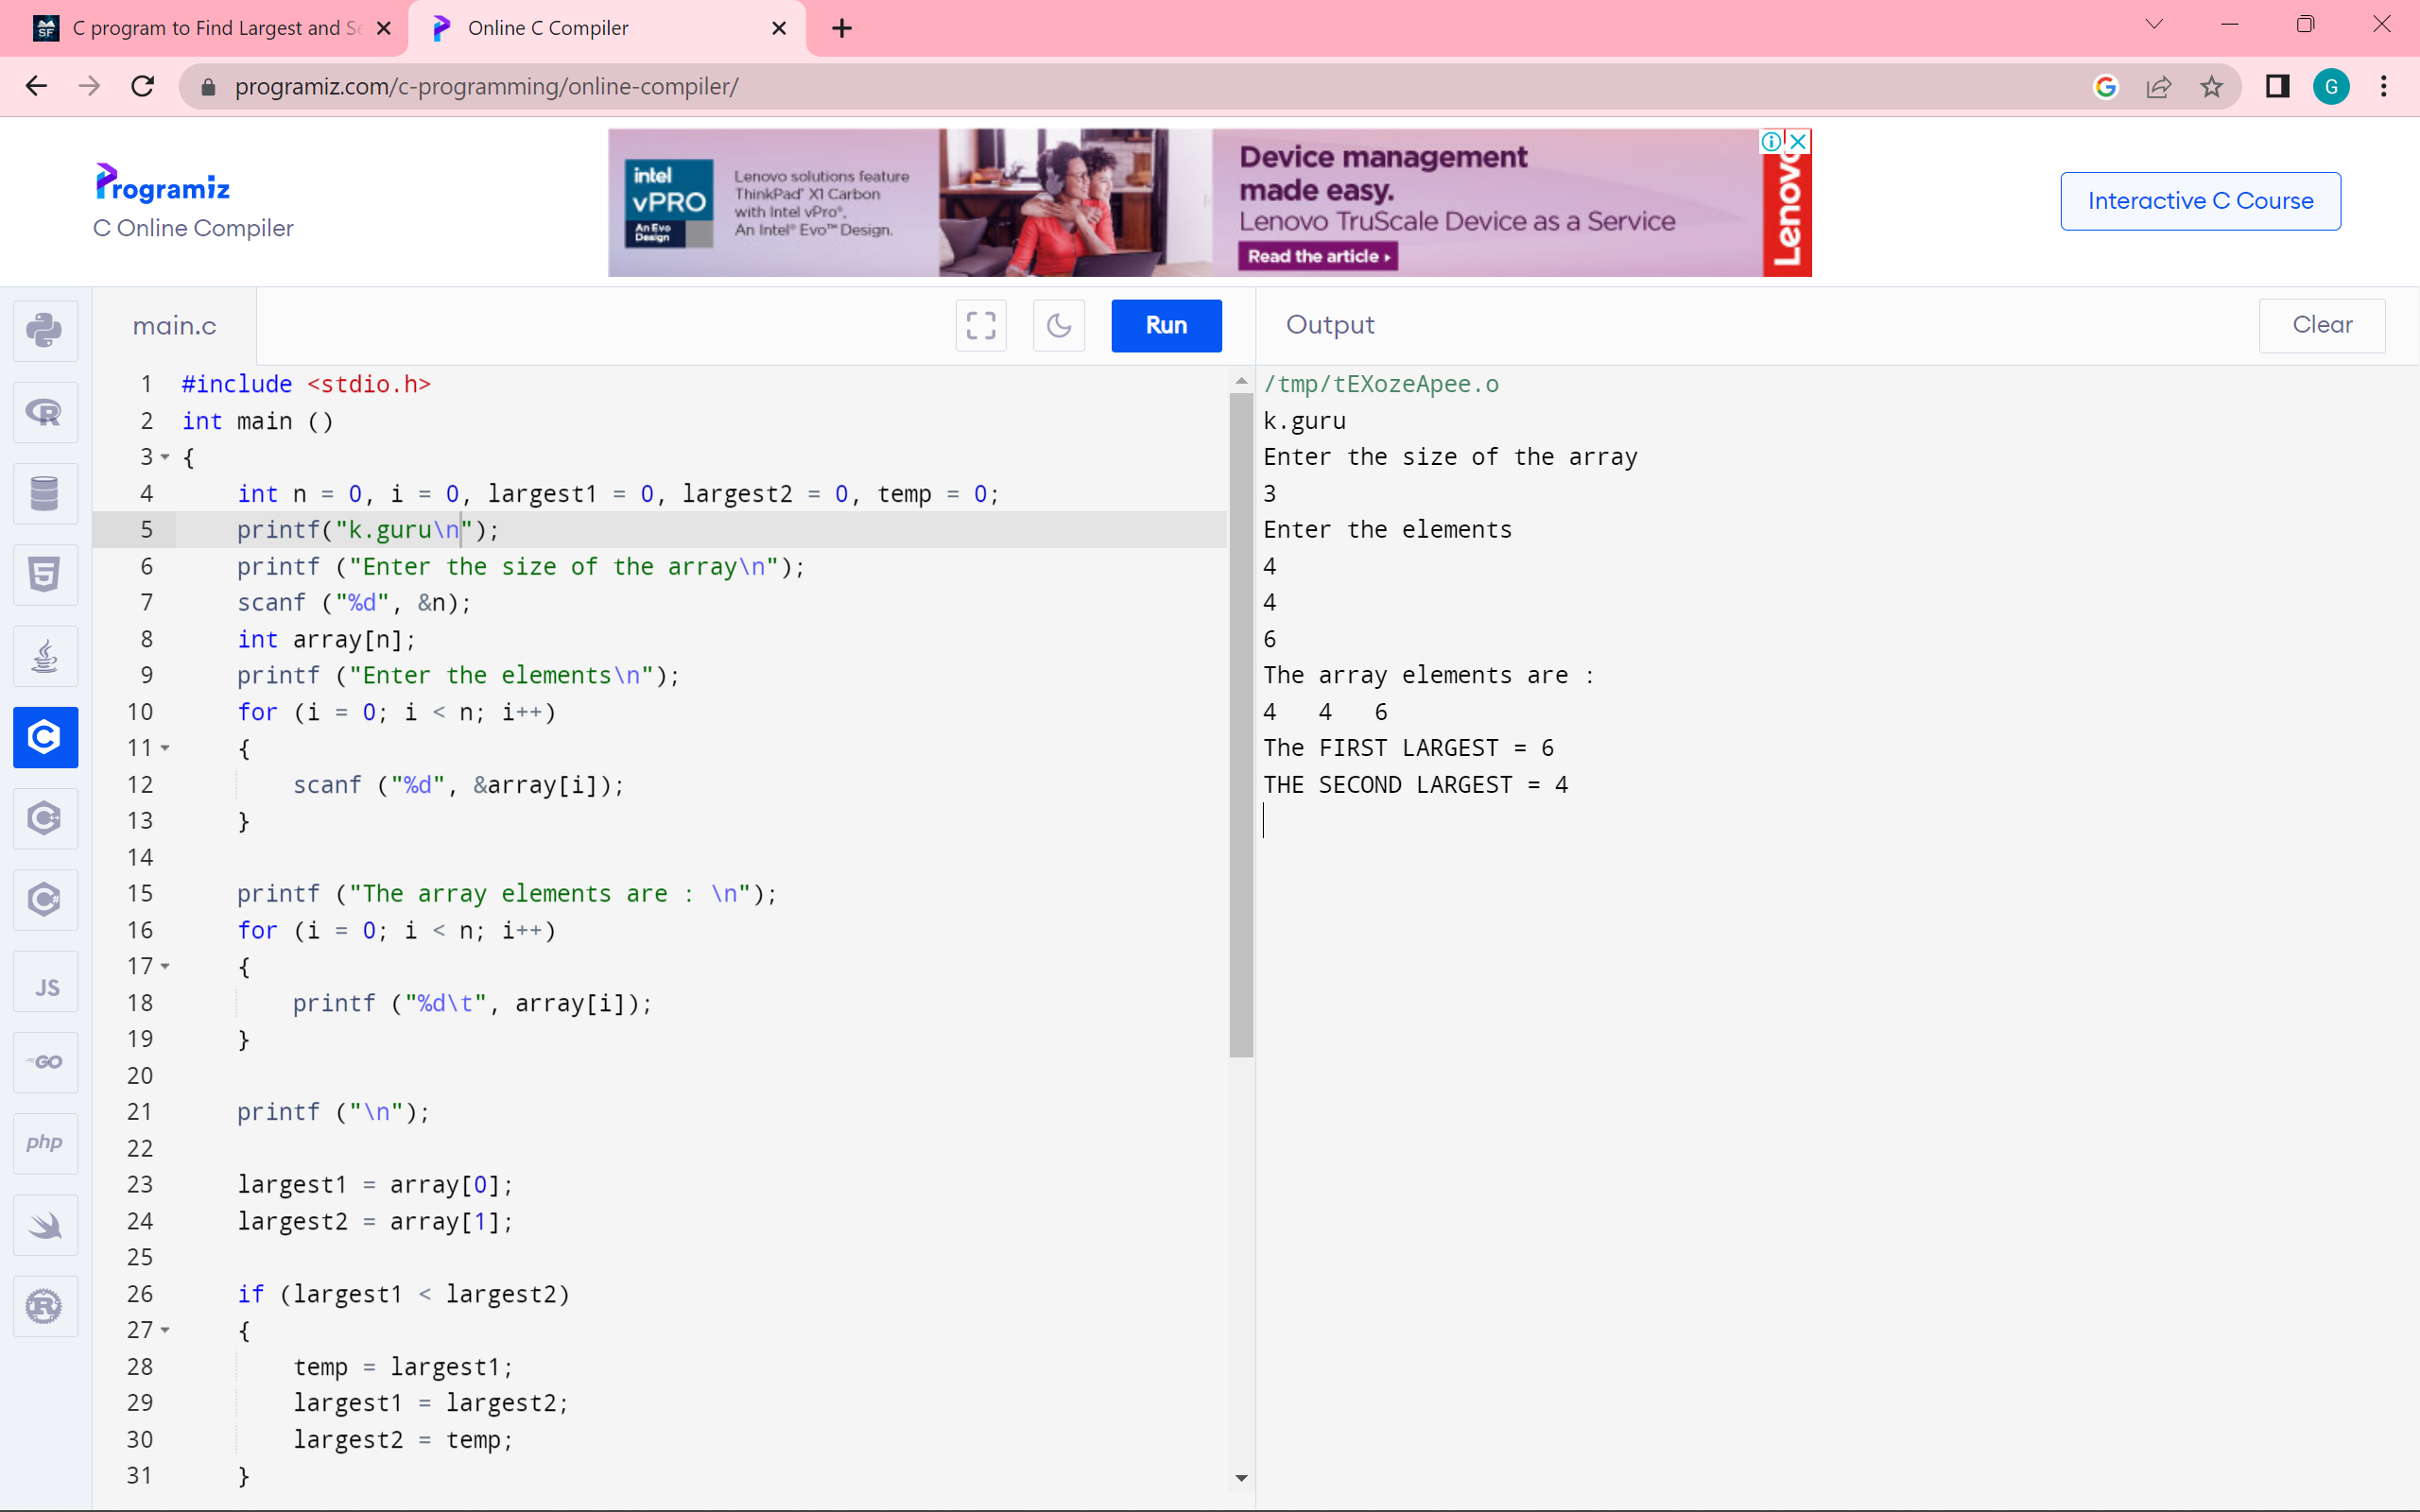 C program to Find Largest and Se
Online C Compiler
programiz.com/c-programming/online-compiler/
G
Programiz
C Online Compiler
intel
vPRO
An Evo
Design
Lenovo solutions feature
ThinkPad® X1 Carbon
with Intel vPro®,
An Intel® Evo™ Design.
Device management
made easy.
Lenovo TruScale Device as a Service
Read the article
Lenovo
Interactive C Course
main.c
Run
Output
Clear
1 #include <stdio.h>
2 int main ()
3 {
4     int n = 0, i = 0, largest1 = 0, largest2 = 0, temp = 0;
5     printf("k.guru\n");
6     printf ("Enter the size of the array\n");
7     scanf ("%d", &n);
8     int array[n];
9     printf ("Enter the elements\n");
10     for (i = 0; i < n; i++)
11     {
12         scanf ("%d", &array[i]);
13     }
14
15     printf ("The array elements are : \n");
16     for (i = 0; i < n; i++)
17     {
18         printf ("%d\t", array[i]);
19     }
20
21     printf ("\n");
22
23     largest1 = array[0];
24     largest2 = array[1];
25
26     if (largest1 < largest2)
27     {
28         temp = largest1;
29         largest1 = largest2;
30         largest2 = temp;
31     }
/tmp/tEXozeApee.o
k.guru
Enter the size of the array
3
Enter the elements
4
4
6
The array elements are :
4   4   6
The FIRST LARGEST = 6
THE SECOND LARGEST = 4
R
5
C
C++
C#
JS
GO
php
R